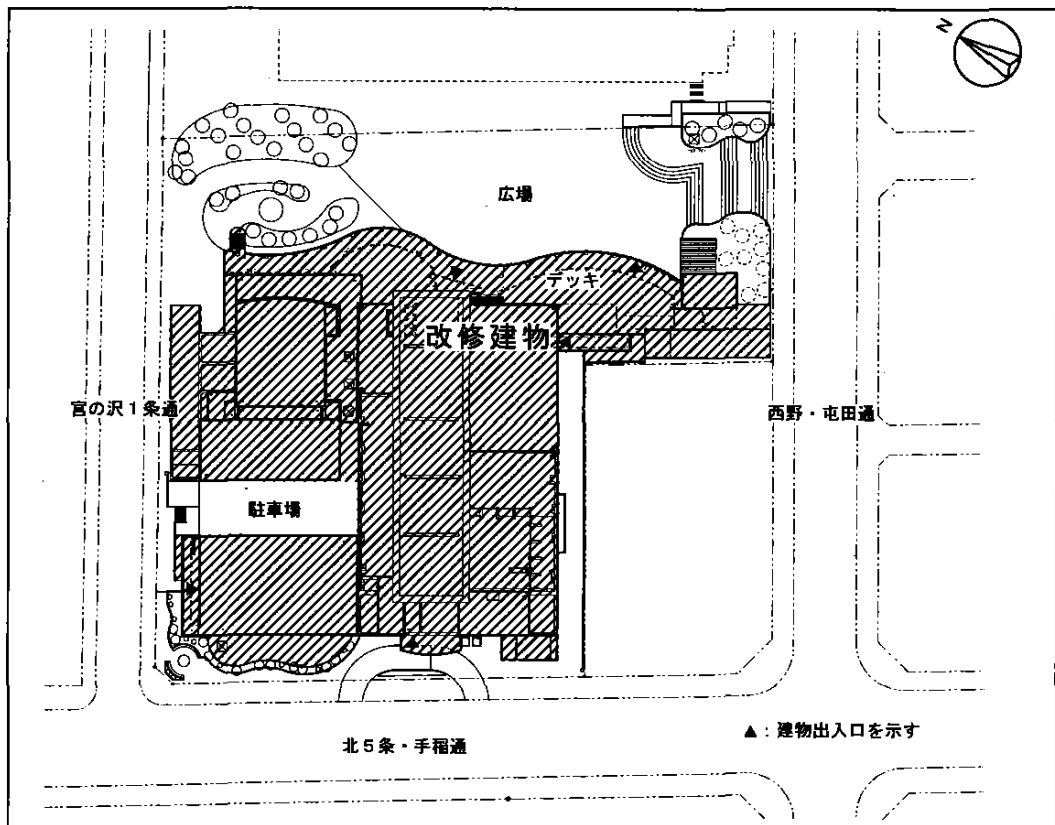 N
広場
デッキ
改修建物
宮の沢1条通
西野・屯田通
駐車場
▲：建物出入口を示す
北5条・手稲通